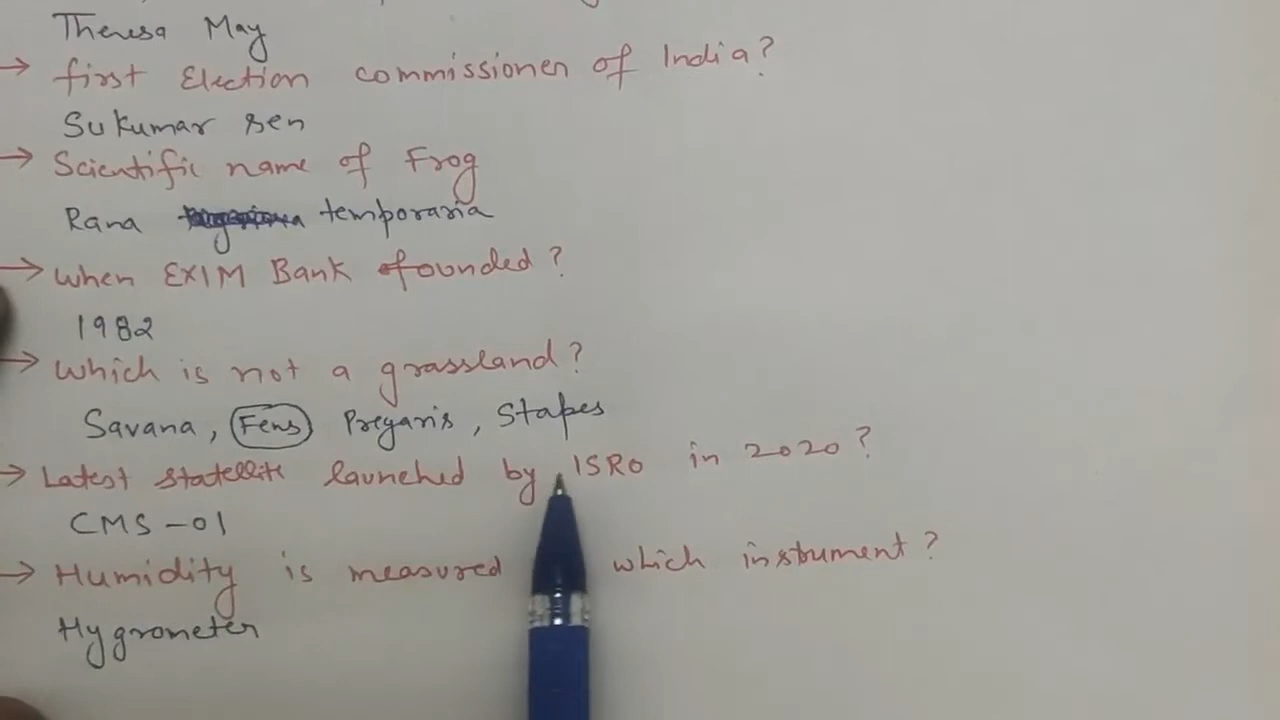 Theresa May
→ first Election commissioner of India?
Sukumar sen
→ Scientific name of Frog
Rana temporaria
→ when EXIM Bank founded?
1982
→ which is not a grassland?
Savana, Fens Pregaris, Stapes
→ Latest statellite launched by ISRO in 2020?
CMS-01
→ Humidity is measured which instrument?
Hygrometer